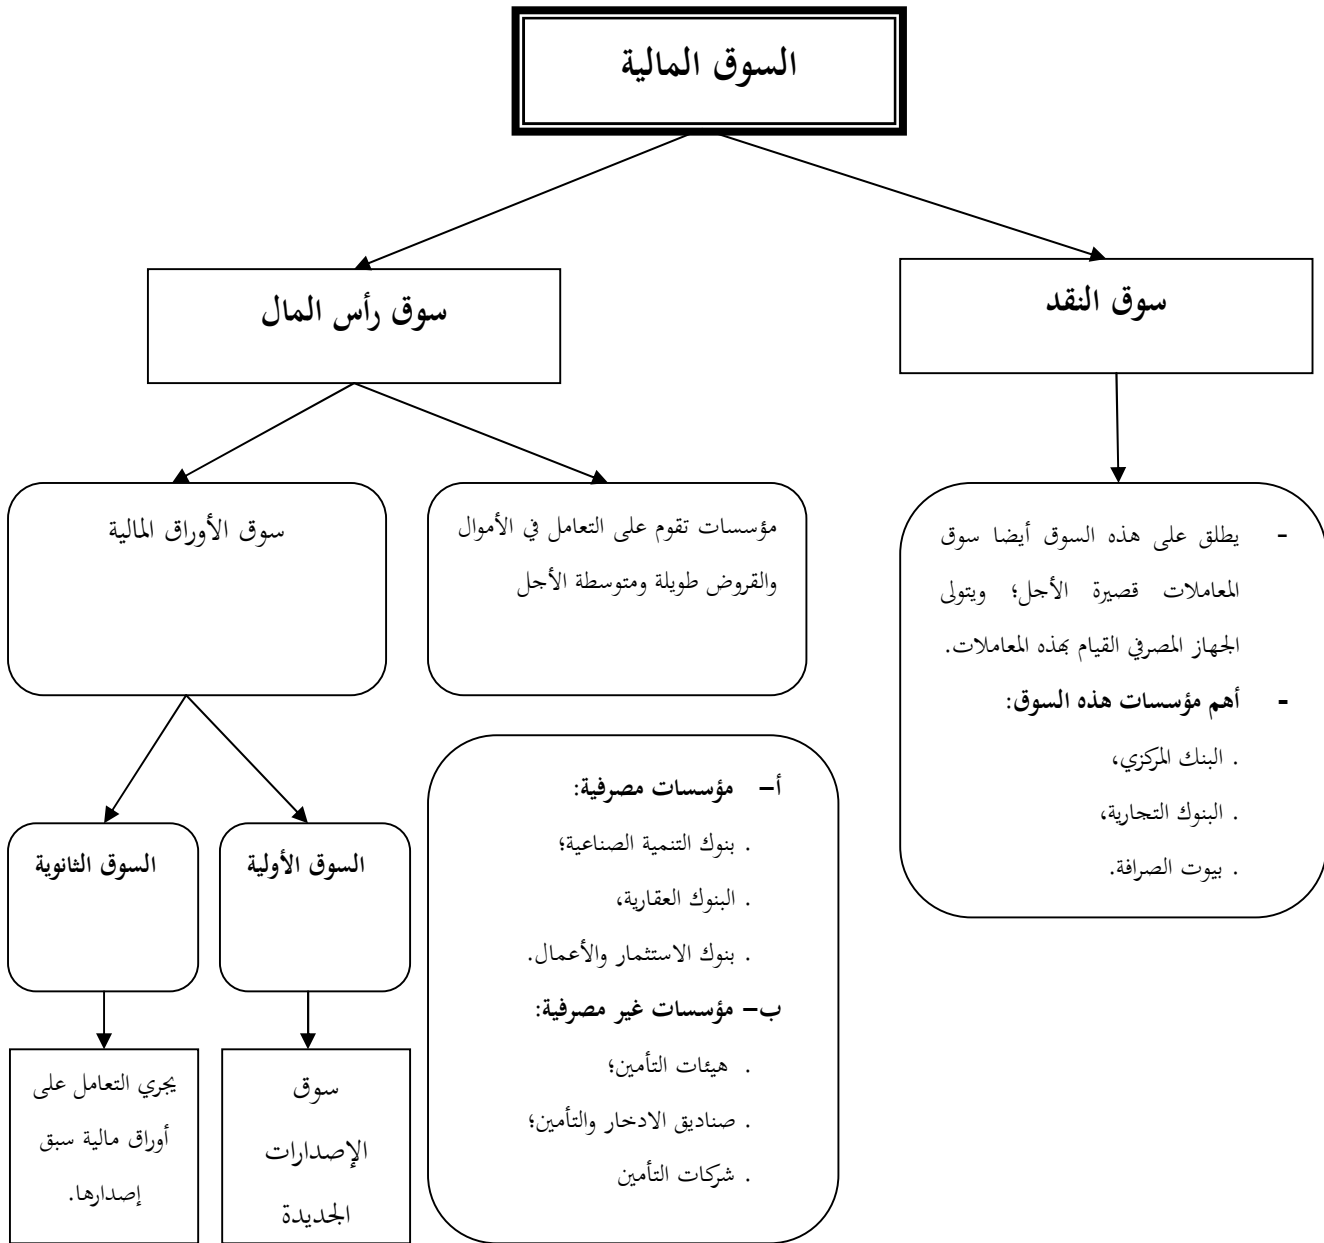 السوق المالية
سوق النقد
سوق رأس المال
- يطلق على هذه السوق أيضا سوق
المعاملات قصيرة الأجل؛ ويتولى
الجهاز المصرفي القيام بهذه المعاملات.
- أهم مؤسسات هذه السوق:
. البنك المركزي،
. البنوك التجارية،
. بيوت الصرافة.
مؤسسات تقوم على التعامل في الأموال
والقروض طويلة ومتوسطة الأجل
سوق الأوراق المالية
أ– مؤسسات مصرفية:
. بنوك التنمية الصناعية؛
. البنوك العقارية،
. بنوك الاستثمار والأعمال.
ب– مؤسسات غير مصرفية:
. هيئات التأمين؛
. صناديق الادخار والتأمين؛
. شركات التأمين
السوق الأولية
السوق الثانوية
سوق
الإصدارات
الجديدة
يجري التعامل على
أوراق مالية سبق
إصدارها.